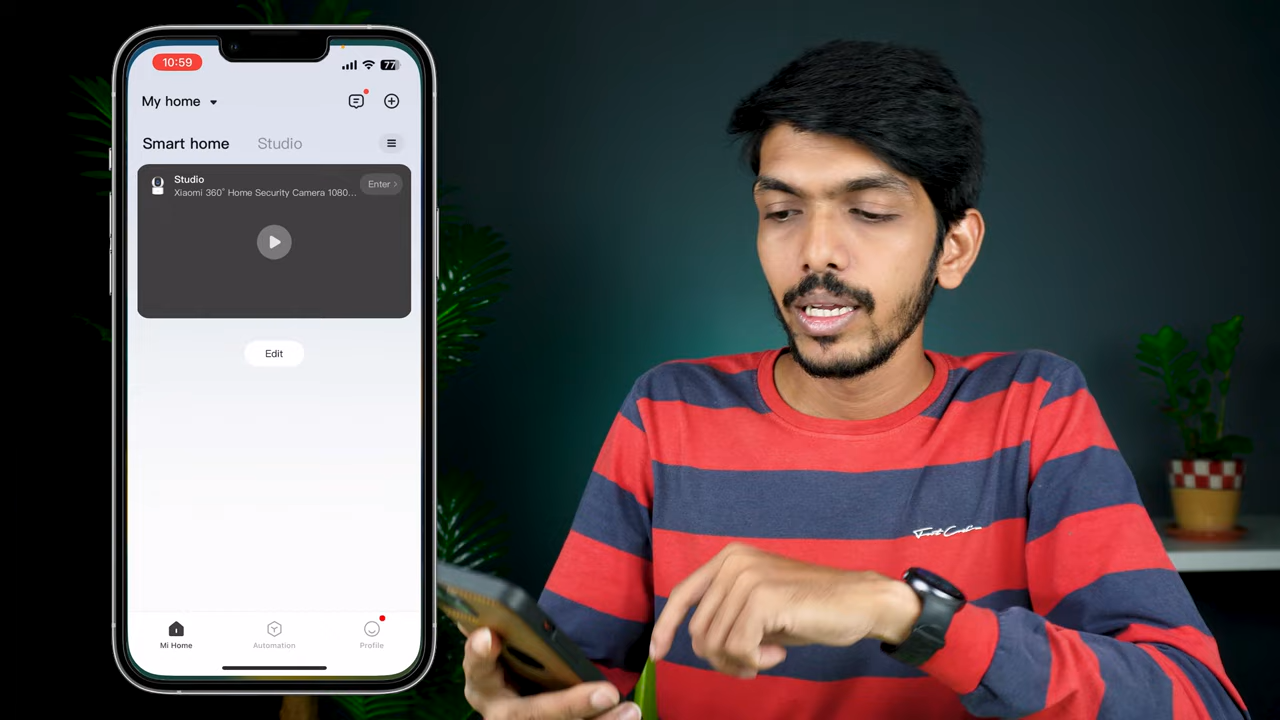 10:59
77
My home
Smart home
Studio
Studio
Xiaomi 360° Home Security Camera 1080...
Enter >
Edit
Mi Home
Automation
Profile